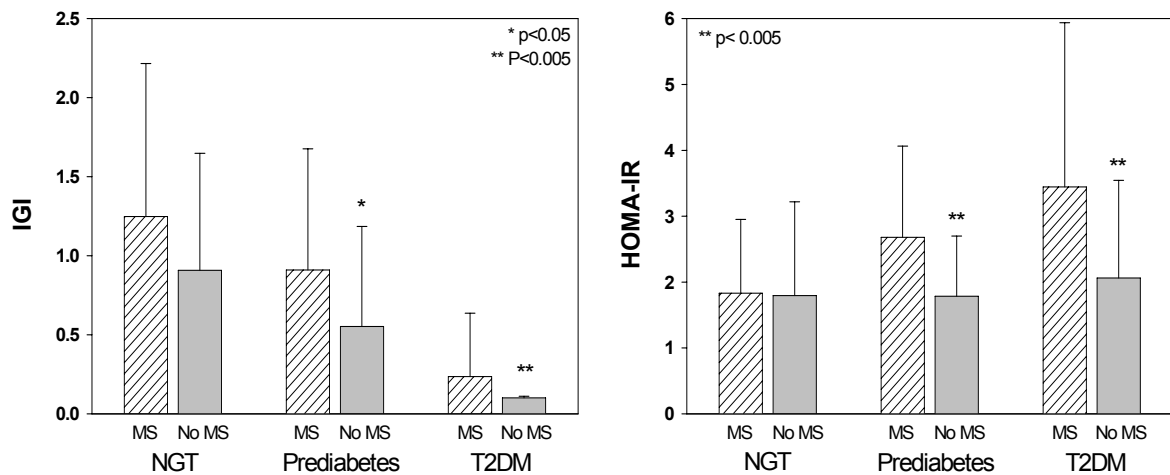 2.5
2.0
1.5
1.0
0.5
0.0
IGI
* p<0.05
** P<0.005
*
**
MS No MS MS No MS MS No MS
NGT Prediabetes T2DM
6
5
4
3
2
1
0
HOMA-IR
** p< 0.005
**
**
MS No MS MS No MS MS No MS
NGT Prediabetes T2DM